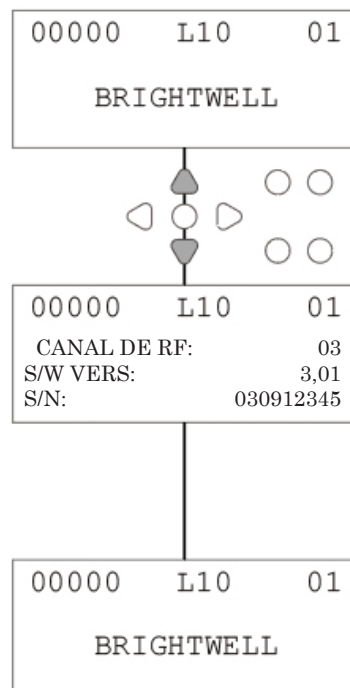 00000 L10 01
BRIGHTWELL
00000 L10 01
CANAL DE RF: 03
S/W VERS: 3,01
S/N: 030912345
00000 L10 01
BRIGHTWELL